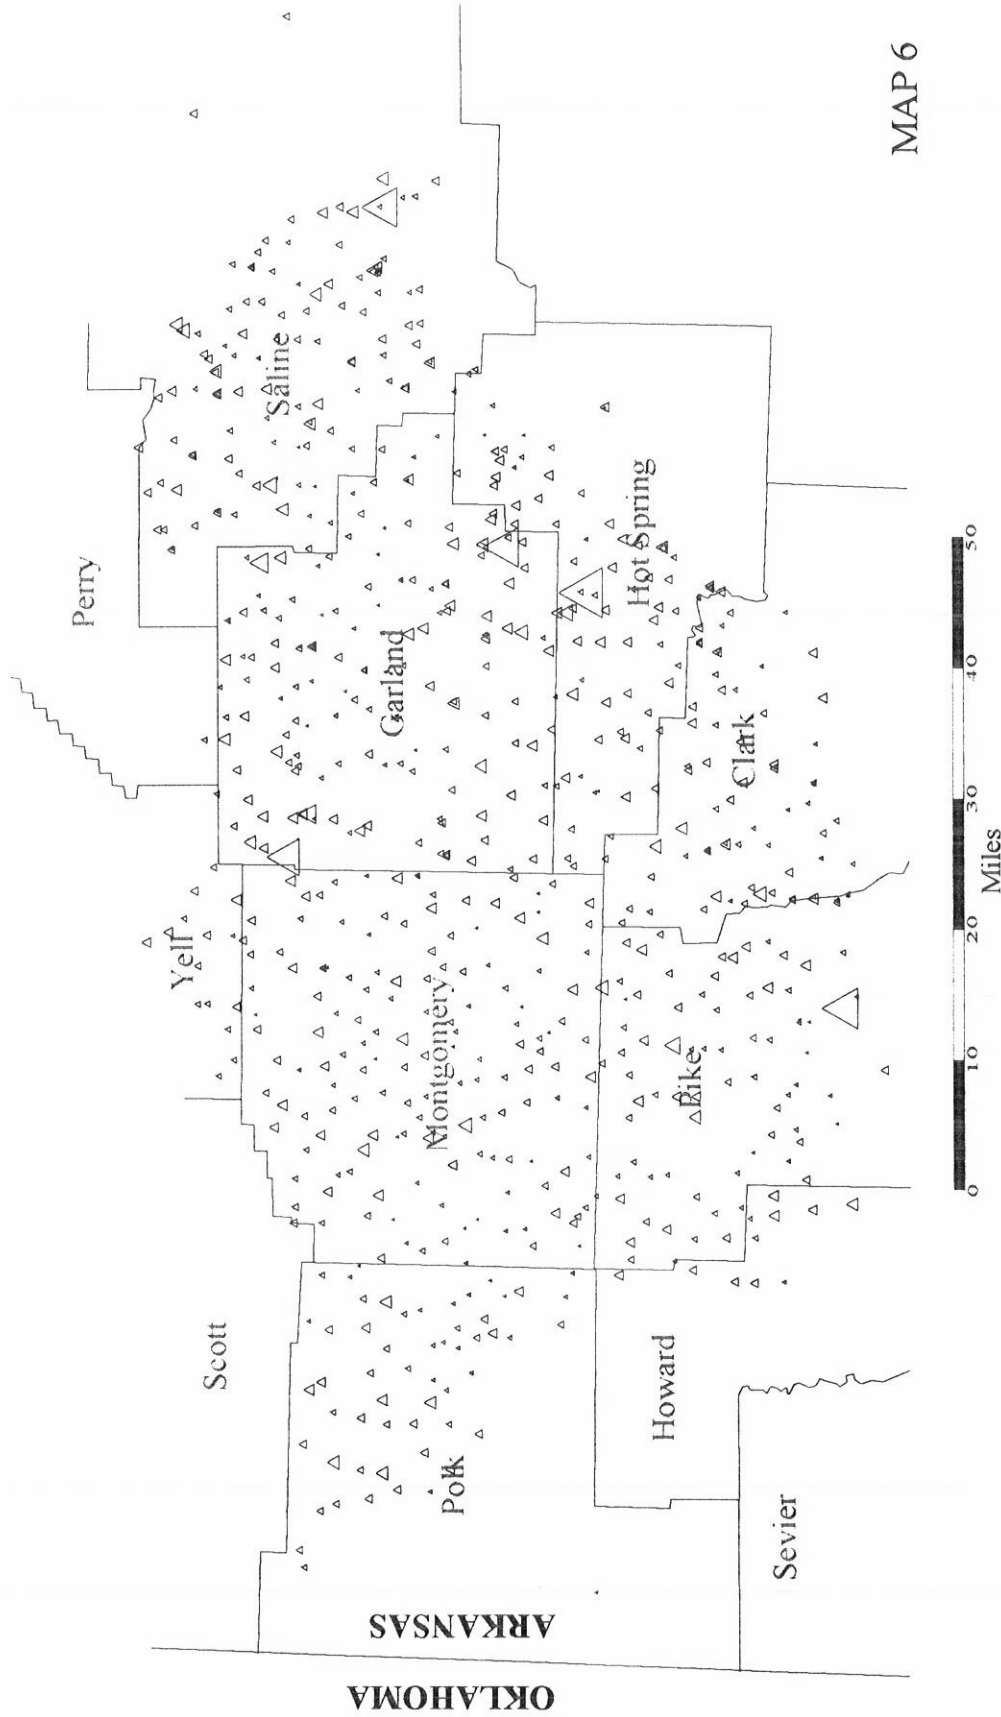 MAP 6
Perry
Saline
Yell
Garland
Hot Spring
Scott
Montgomery
Clark
Pike
Polk
Howard
Sevier
ARKANSAS
OKLAHOMA
0 10 20 30 40 50
Miles